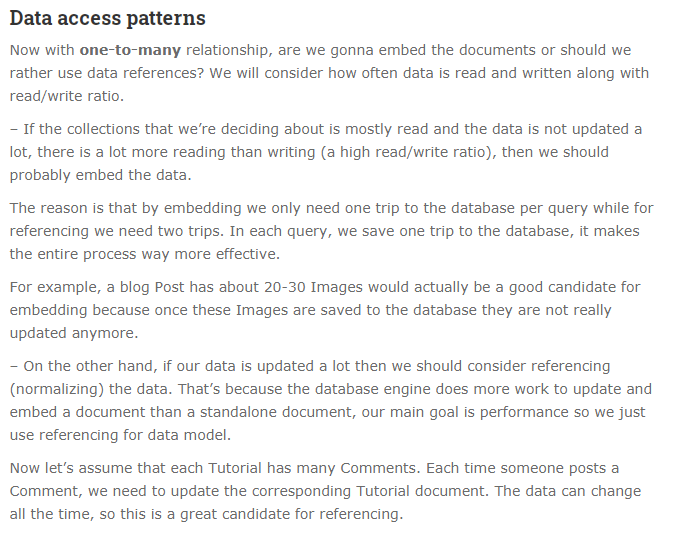 Data access patterns
Now with one-to-many relationship, are we gonna embed the documents or should we
rather use data references? We will consider how often data is read and written along with
read/write ratio.
– If the collections that we’re deciding about is mostly read and the data is not updated a
lot, there is a lot more reading than writing (a high read/write ratio), then we should
probably embed the data.
The reason is that by embedding we only need one trip to the database per query while for
referencing we need two trips. In each query, we save one trip to the database, it makes
the entire process way more effective.
For example, a blog Post has about 20-30 Images would actually be a good candidate for
embedding because once these Images are saved to the database they are not really
updated anymore.
– On the other hand, if our data is updated a lot then we should consider referencing
(normalizing) the data. That’s because the database engine does more work to update and
embed a document than a standalone document, our main goal is performance so we just
use referencing for data model.
Now let’s assume that each Tutorial has many Comments. Each time someone posts a
Comment, we need to update the corresponding Tutorial document. The data can change
all the time, so this is a great candidate for referencing.